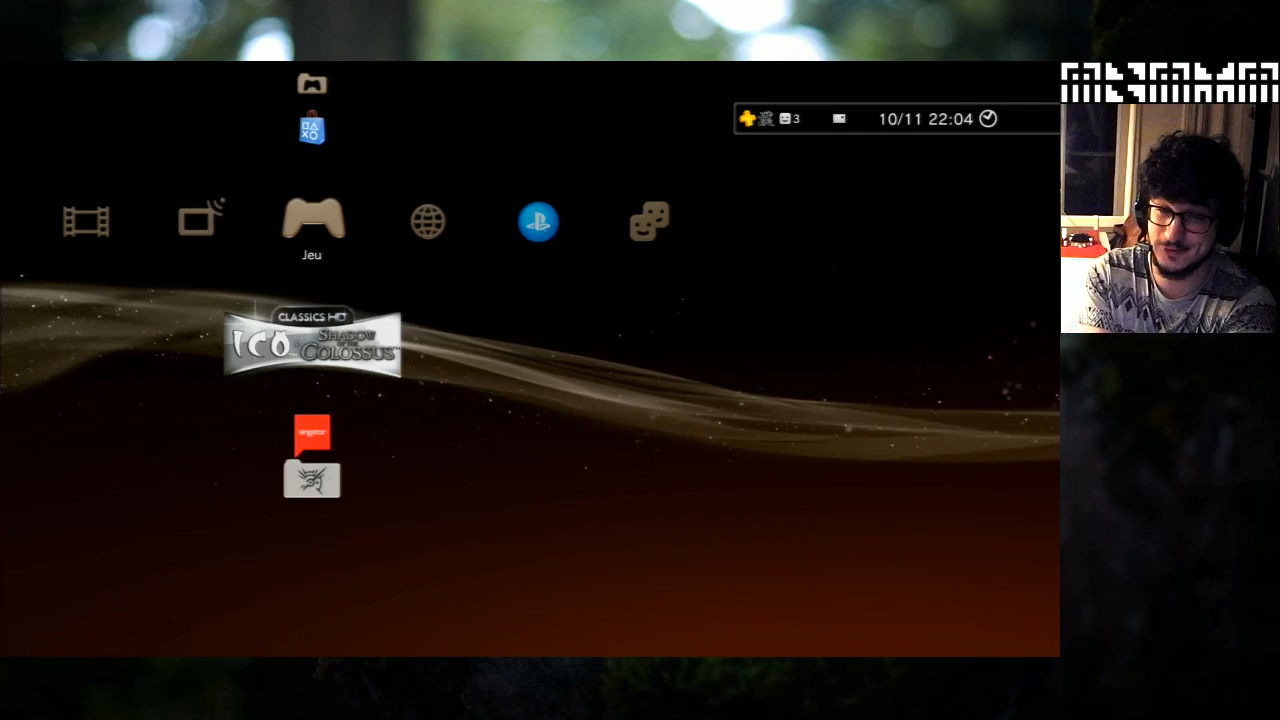 3
10/11 22:04
Jeu
CLASSICS HD
ICO SHADOW
OF THE
COLOSSUS
singstar